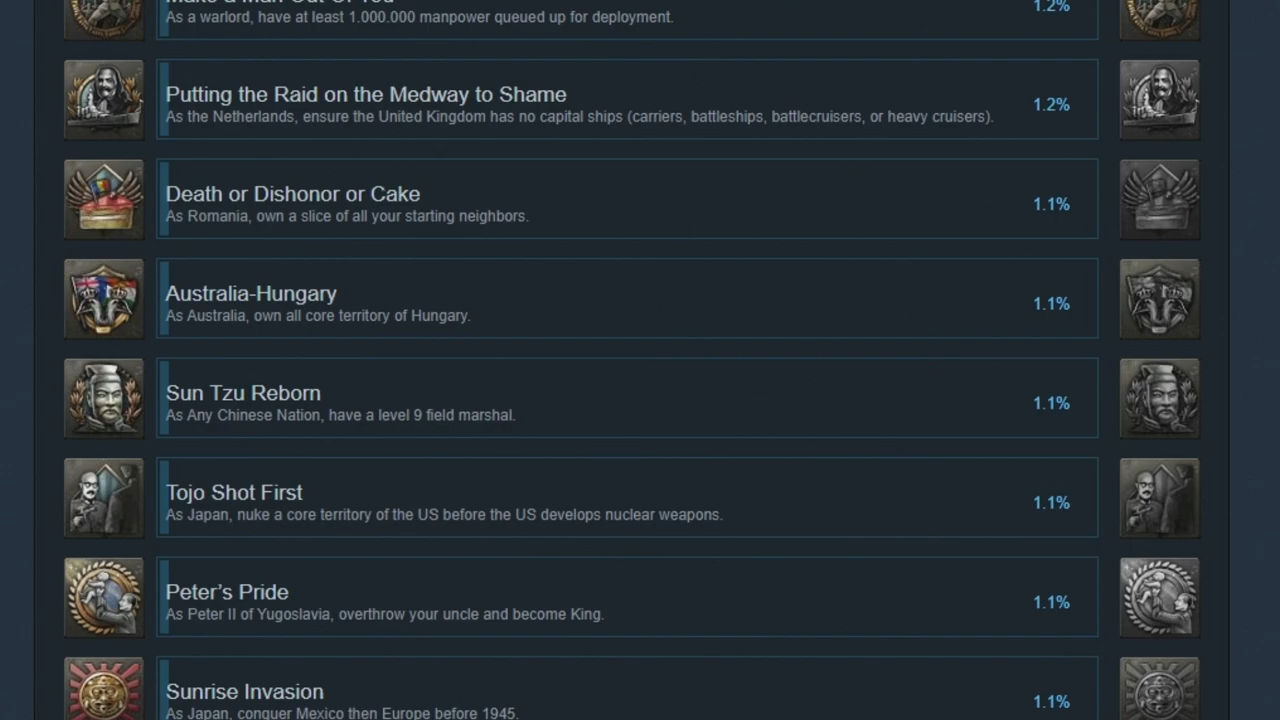 Make a Man Out Of You
As a warlord, have at least 1.000.000 manpower queued up for deployment.
1.2%
Putting the Raid on the Medway to Shame
As the Netherlands, ensure the United Kingdom has no capital ships (carriers, battleships, battlecruisers, or heavy cruisers).
1.2%
Death or Dishonor or Cake
As Romania, own a slice of all your starting neighbors.
1.1%
Australia-Hungary
As Australia, own all core territory of Hungary.
1.1%
Sun Tzu Reborn
As Any Chinese Nation, have a level 9 field marshal.
1.1%
Tojo Shot First
As Japan, nuke a core territory of the US before the US develops nuclear weapons.
1.1%
Peter’s Pride
As Peter II of Yugoslavia, overthrow your uncle and become King.
1.1%
Sunrise Invasion
As Japan, conquer Mexico then Europe before 1945.
1.1%